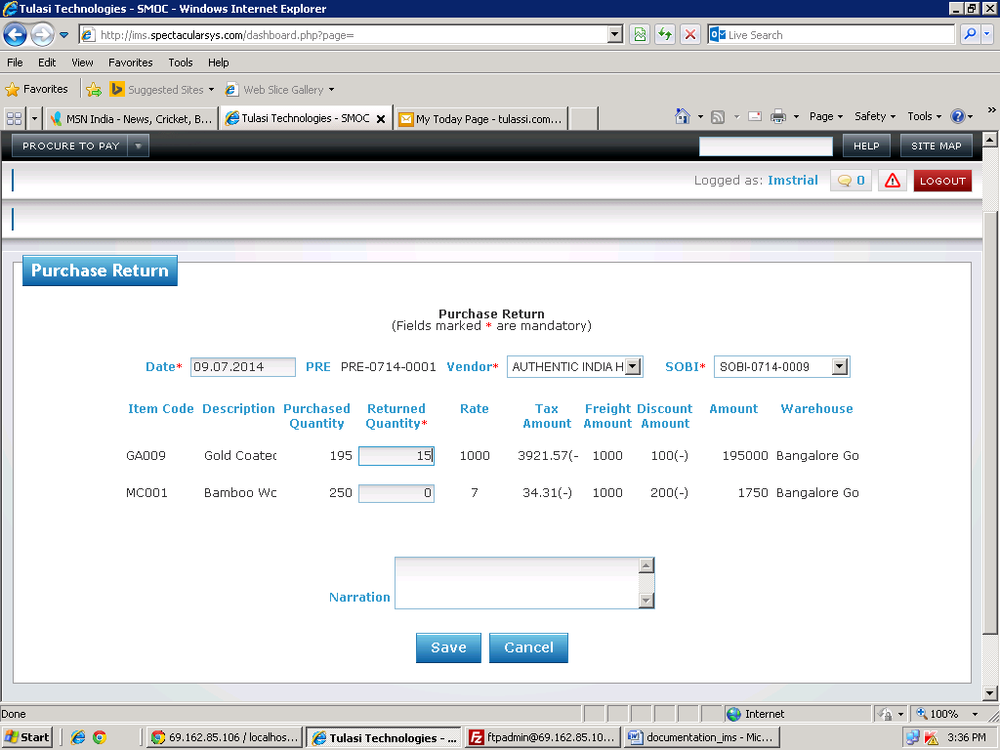 Tulasi Technologies - SMOC - Windows Internet Explorer
http://ims.spectacularsys.com/dashboard.php?page=
Live Search
File Edit View Favorites Tools Help
Favorites Suggested Sites Web Slice Gallery
MSN India - News, Cricket, B... Tulasi Technologies - SMOC My Today Page - tulassi.com... Page Safety Tools
PROCURE TO PAY HELP SITE MAP
Logged as: Imstrial 0 LOGOUT
Purchase Return
Purchase Return
(Fields marked * are mandatory)
Date* 09.07.2014 PRE PRE-0714-0001 Vendor* AUTHENTIC INDIA H SOBI* SOBI-0714-0009
Item Code Description Purchased Returned Rate Tax Freight Discount Amount Warehouse
Quantity Quantity* Amount Amount Amount
GA009 Gold Coated 195 15 1000 3921.57(- 1000 100(-) 195000 Bangalore Go
MC001 Bamboo Wo 250 0 7 34.31(-) 1000 200(-) 1750 Bangalore Go
Narration
Save Cancel
Done Internet 100%
Start 69.162.85.106 / localhos... Tulasi Technologies - ... ftpadmin@69.162.85.10... documentation_ims - Mic... 3:36 PM